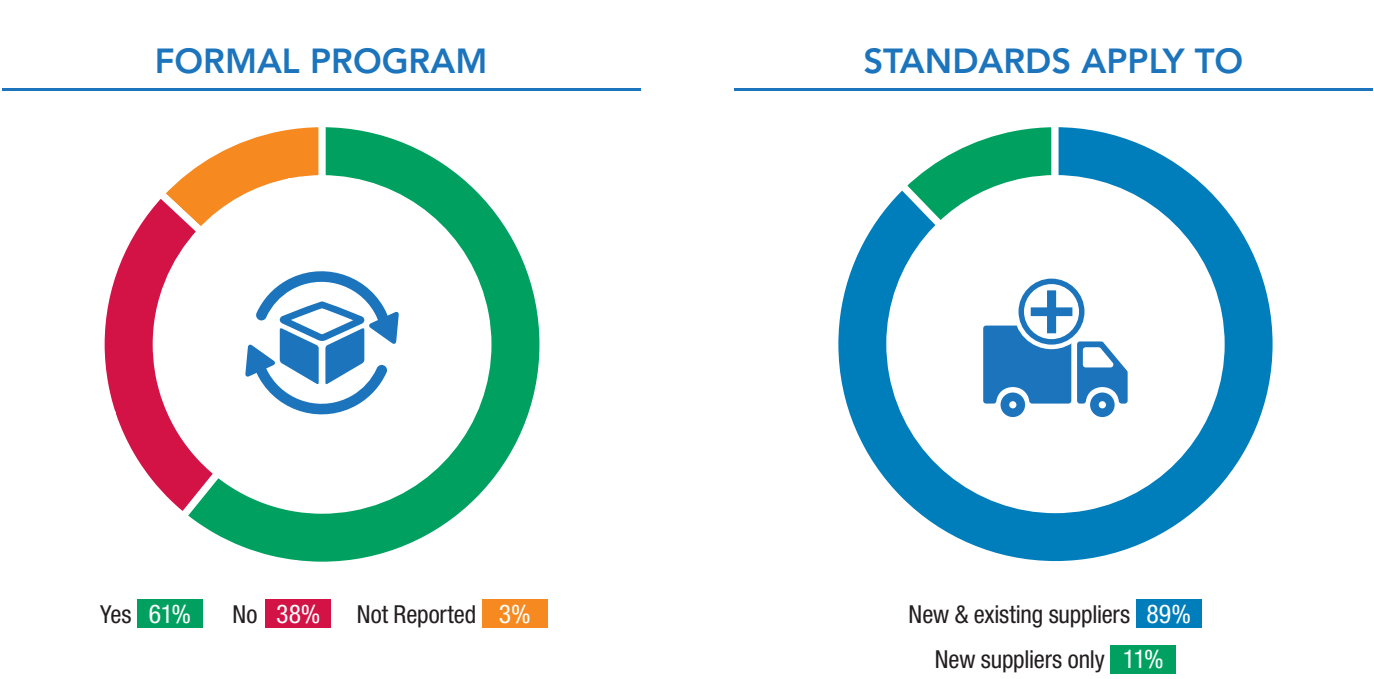 FORMAL PROGRAM
Yes 61% No 38% Not Reported 3%
STANDARDS APPLY TO
New & existing suppliers 89%
New suppliers only 11%